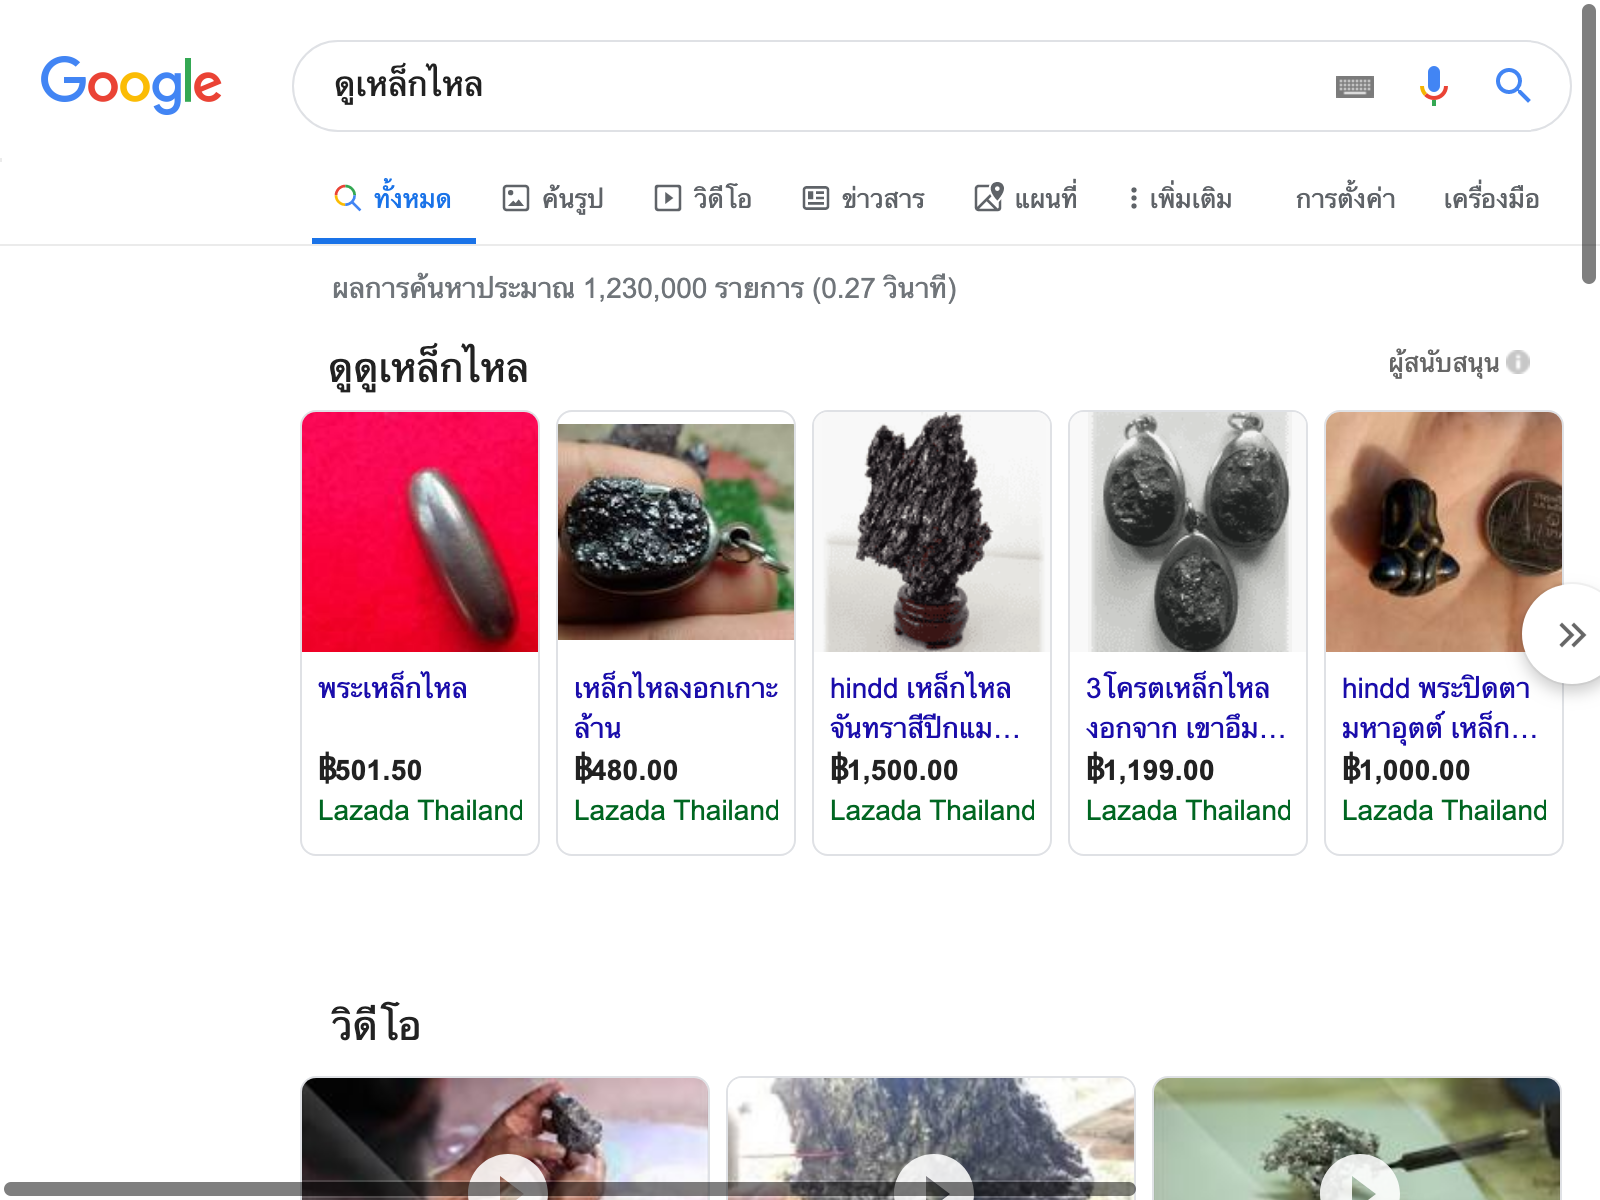 Google
ดูเหล็กไหล
ทั้งหมด ค้นรูป วิดีโอ ข่าวสาร แผนที่ เพิ่มเติม การตั้งค่า เครื่องมือ
ผลการค้นหาประมาณ 1,230,000 รายการ (0.27 วินาที)
ดูดูเหล็กไหล
ผู้สนับสนุน
พระเหล็กไหล
฿501.50
Lazada Thailand
เหล็กไหลงอกเกาะ
ล้าน
฿480.00
Lazada Thailand
hindd เหล็กไหล
จันทราสีปีกแม...
฿1,500.00
Lazada Thailand
3โครตเหล็กไหล
งอกจาก เขาอึม...
฿1,199.00
Lazada Thailand
hindd พระปิดตา
มหาอุตต์ เหล็ก...
฿1,000.00
Lazada Thailand
วิดีโอ